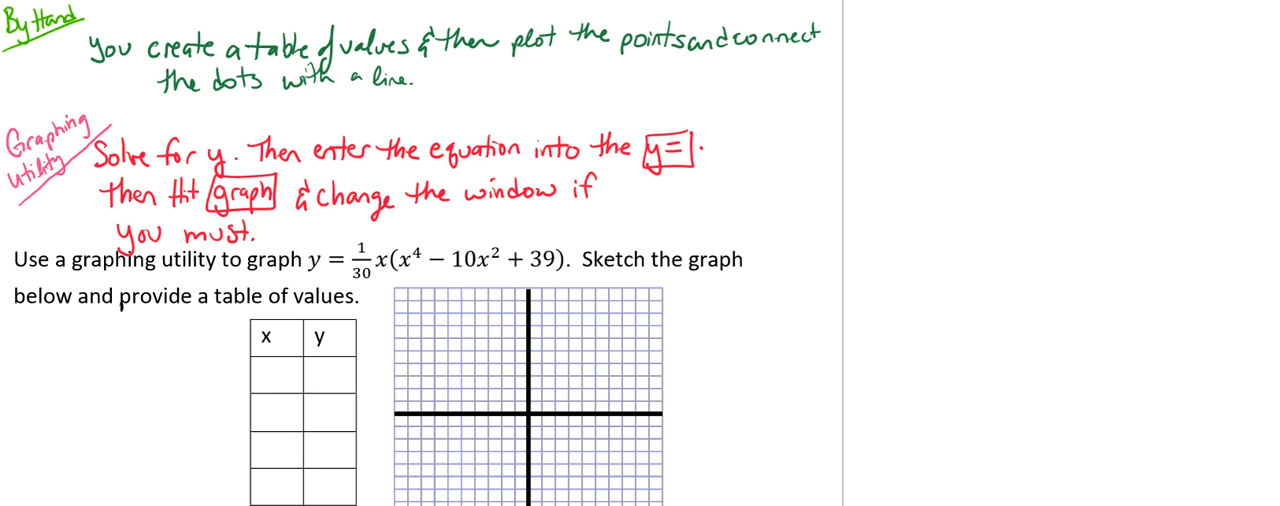 By Hand
You create a table of values & then plot the points and connect
the dots with a line.
Graphing
utility
Solve for y. Then enter the equation into the y=.
then Hit graph & change the window if
you must.
Use a graphing utility to graph y = 1/30 x(x⁴ − 10x² + 39). Sketch the graph
below and provide a table of values.
x y